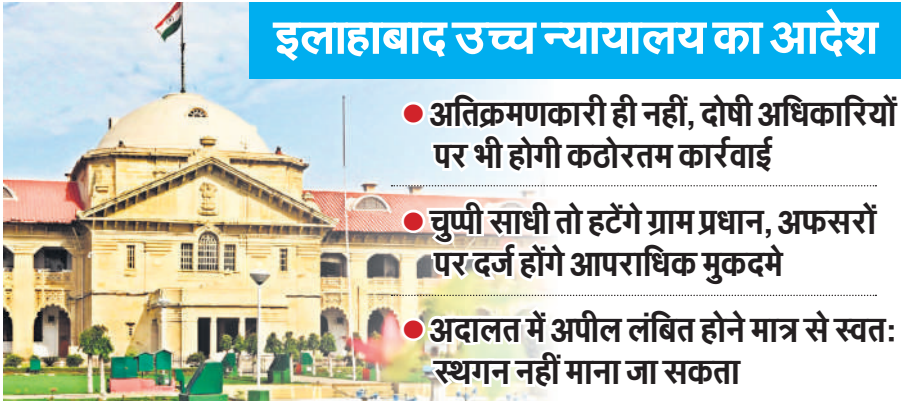 इलाहाबाद उच्च न्यायालय का आदेश
● अतिक्रमणकारी ही नहीं, दोषी अधिकारियों
पर भी होगी कठोरतम कार्रवाई
● चुप्पी साधी तो हटेंगे ग्राम प्रधान, अफसरों
पर दर्ज होंगे आपराधिक मुकदमे
● अदालत में अपील लंबित होने मात्र से स्वत:
स्थगन नहीं माना जा सकता